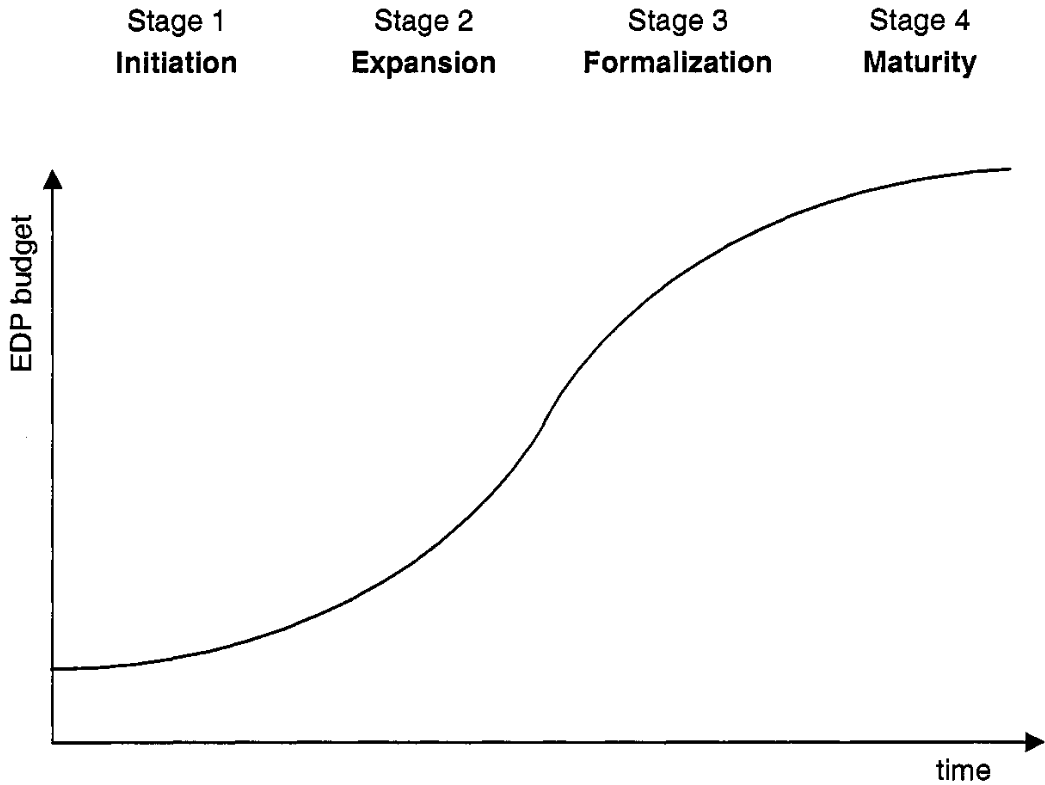 Stage 1
Initiation
Stage 2
Expansion
Stage 3
Formalization
Stage 4
Maturity
EDP budget
time